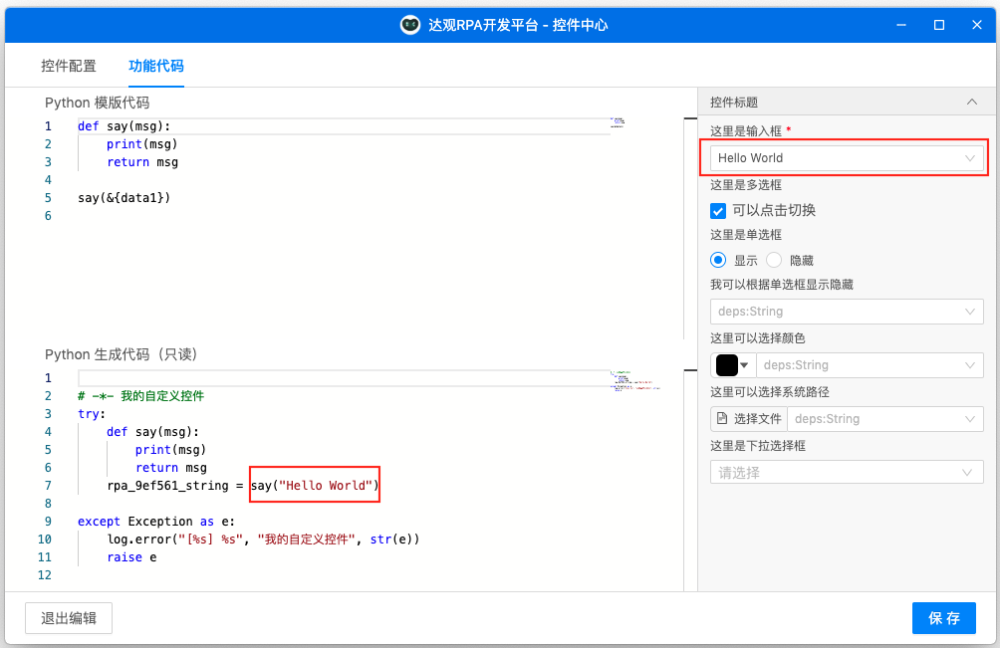 达观RPA开发平台 - 控件中心
控件配置 功能代码
Python 模版代码
1 def say(msg):
2 print(msg)
3 return msg
4
5 say(&{data1})
6
Python 生成代码（只读）
1
2 # -*- 我的自定义控件
3 try:
4 def say(msg):
5 print(msg)
6 return msg
7 rpa_9ef561_string = say("Hello World")
8
9 except Exception as e:
10 log.error("[%s] %s", "我的自定义控件", str(e))
11 raise e
12
控件标题
这里是输入框 *
Hello World
这里是多选框
可以点击切换
这里是单选框
显示 隐藏
我可以根据单选框显示隐藏
deps:String
这里可以选择颜色
deps:String
这里可以选择系统路径
选择文件 deps:String
这里是下拉选择框
请选择
退出编辑 保 存